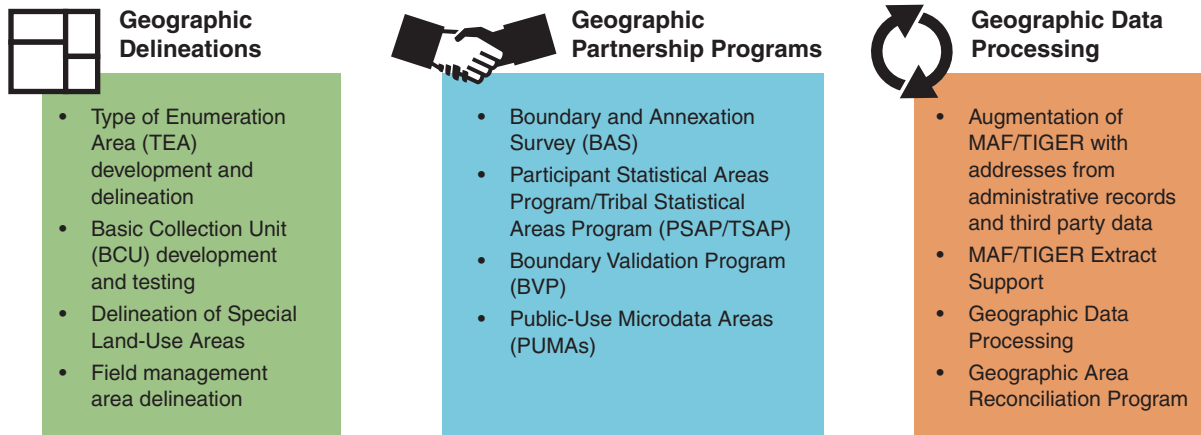 Geographic
Delineations
• Type of Enumeration
Area (TEA)
development and
delineation
• Basic Collection Unit
(BCU) development
and testing
• Delineation of Special
Land-Use Areas
• Field management
area delineation
Geographic
Partnership Programs
• Boundary and Annexation
Survey (BAS)
• Participant Statistical Areas
Program/Tribal Statistical
Areas Program (PSAP/TSAP)
• Boundary Validation Program
(BVP)
• Public-Use Microdata Areas
(PUMAs)
Geographic Data
Processing
• Augmentation of
MAF/TIGER with
addresses from
administrative records
and third party data
• MAF/TIGER Extract
Support
• Geographic Data
Processing
• Geographic Area
Reconciliation Program